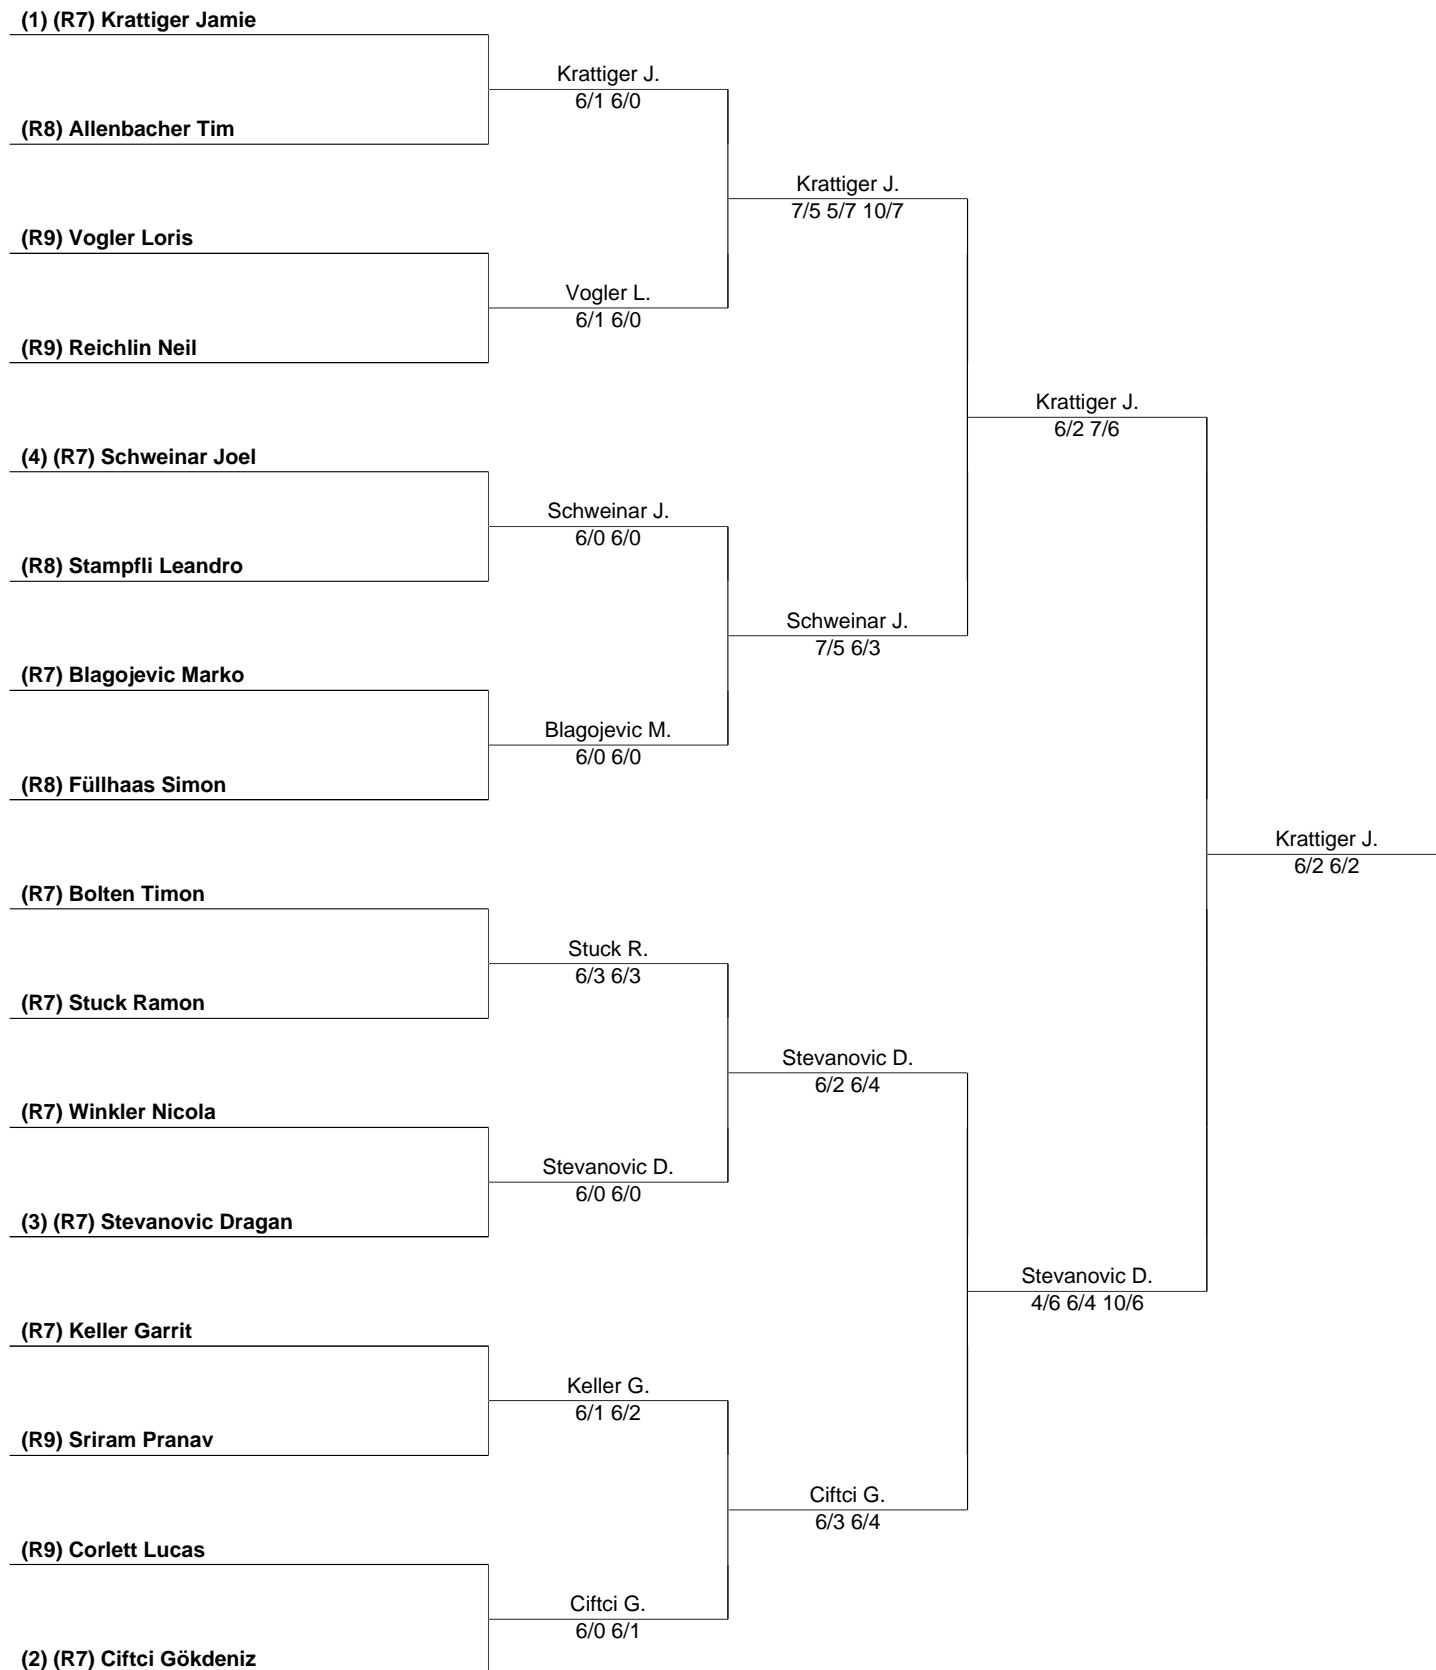 (1) (R7) Krattiger Jamie
Krattiger J.
6/1 6/0
(R8) Allenbacher Tim
Krattiger J.
7/5 5/7 10/7
(R9) Vogler Loris
Vogler L.
6/1 6/0
(R9) Reichlin Neil
Krattiger J.
6/2 7/6
(4) (R7) Schweinar Joel
Schweinar J.
6/0 6/0
(R8) Stampfli Leandro
Schweinar J.
7/5 6/3
(R7) Blagojevic Marko
Blagojevic M.
6/0 6/0
(R8) Füllhaas Simon
Krattiger J.
6/2 6/2
(R7) Bolten Timon
Stuck R.
6/3 6/3
(R7) Stuck Ramon
Stevanovic D.
6/2 6/4
(R7) Winkler Nicola
Stevanovic D.
6/0 6/0
(3) (R7) Stevanovic Dragan
Stevanovic D.
4/6 6/4 10/6
(R7) Keller Garrit
Keller G.
6/1 6/2
(R9) Sriram Pranav
Ciftci G.
6/3 6/4
(R9) Corlett Lucas
Ciftci G.
6/0 6/1
(2) (R7) Ciftci Gökdeniz